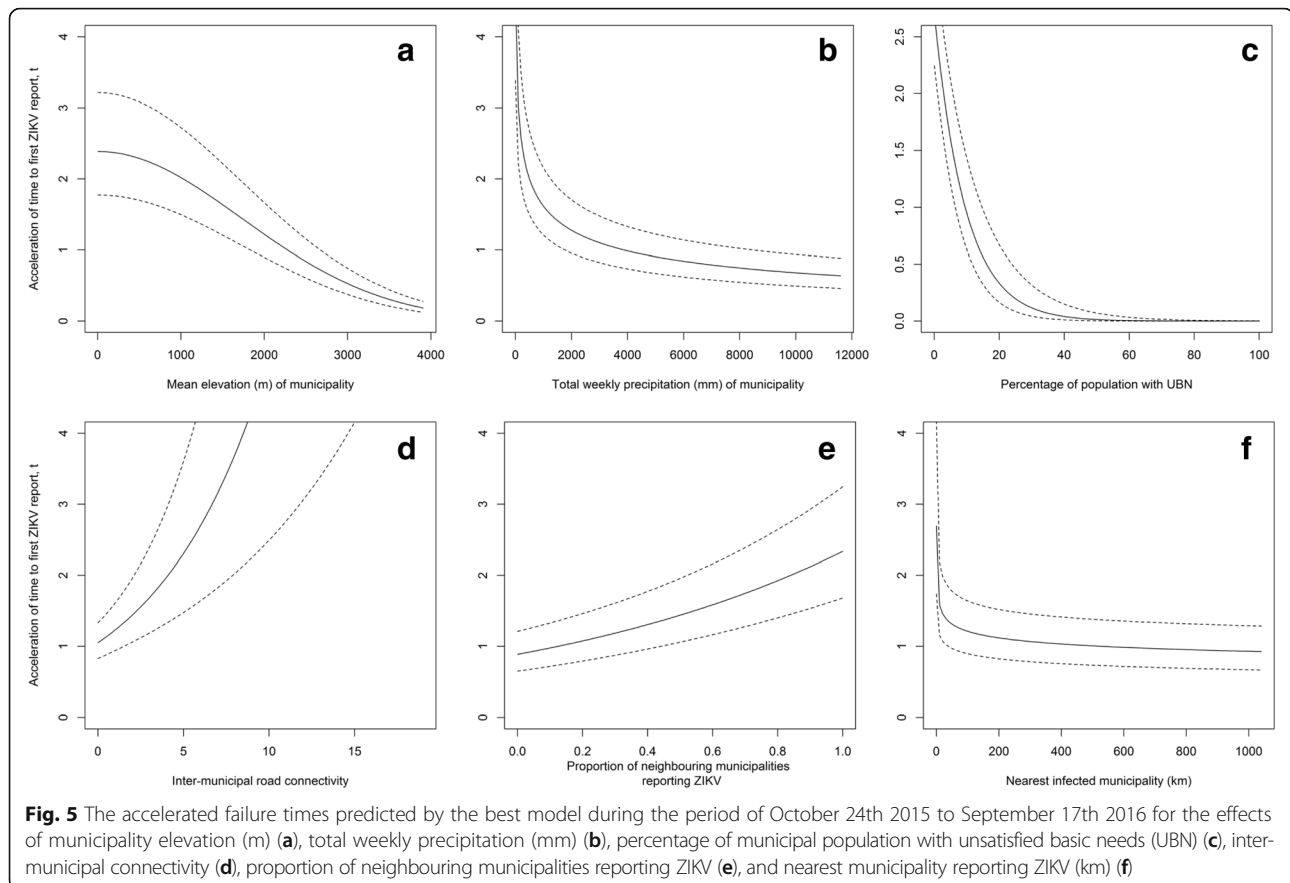 a
Acceleration of time to first ZIKV report, t
0 1 2 3 4
0 1000 2000 3000 4000
Mean elevation (m) of municipality
b
0 1 2 3 4
0 2000 4000 6000 8000 10000 12000
Total weekly precipitation (mm) of municipality
c
0.0 0.5 1.0 1.5 2.0 2.5
0 20 40 60 80 100
Percentage of population with UBN
d
Acceleration of time to first ZIKV report, t
0 1 2 3 4
0 5 10 15
Inter-municipal road connectivity
e
0 1 2 3 4
0.0 0.2 0.4 0.6 0.8 1.0
Proportion of neighbouring municipalities
reporting ZIKV
f
0 1 2 3 4
0 200 400 600 800 1000
Nearest infected municipality (km)
Fig. 5 The accelerated failure times predicted by the best model during the period of October 24th 2015 to September 17th 2016 for the effects
of municipality elevation (m) (a), total weekly precipitation (mm) (b), percentage of municipal population with unsatisfied basic needs (UBN) (c), inter-
municipal connectivity (d), proportion of neighbouring municipalities reporting ZIKV (e), and nearest municipality reporting ZIKV (km) (f)